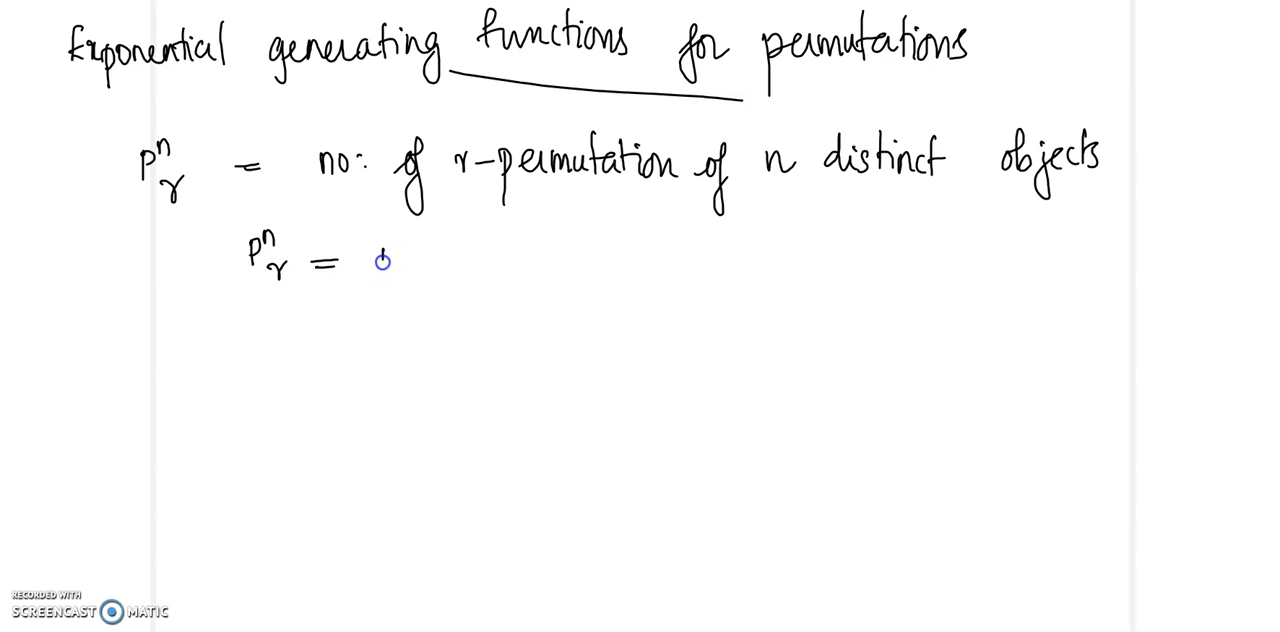 Exponential generating functions for permutations
P^n_r = no: of r-permutation of n distinct objects
P^n_r =
RECORDED WITH
SCREENCAST MATIC